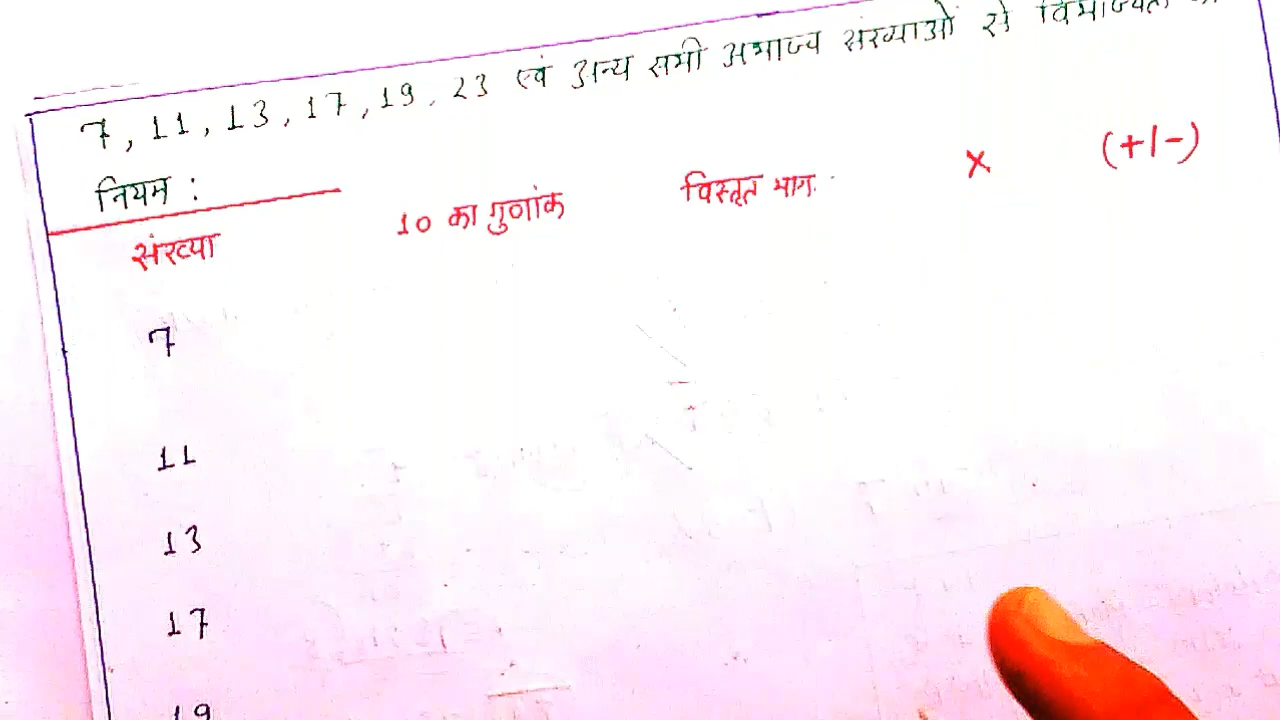 7, 11, 13, 17, 19, 23 एवं अन्य सभी अभाज्य संख्याओं से
नियम :
संख्या 10 का गुणांक विस्तृत भाग × (+/-)
7
11
13
17
19